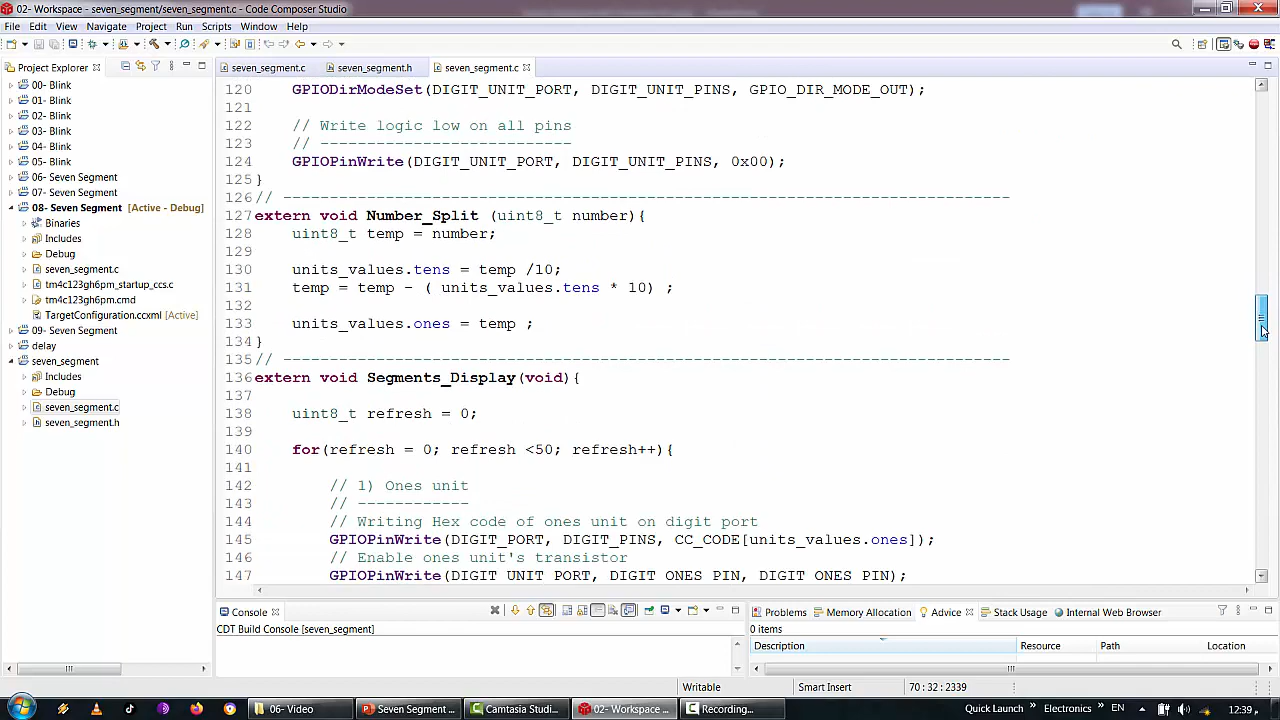 02- Workspace - seven_segment/seven_segment.c - Code Composer Studio
File Edit View Navigate Project Run Scripts Window Help
Project Explorer
seven_segment.c seven_segment.h seven_segment.c
00- Blink
01- Blink
02- Blink
03- Blink
04- Blink
05- Blink
06- Seven Segment
07- Seven Segment
08- Seven Segment [Active - Debug]
Binaries
Includes
Debug
seven_segment.c
tm4c123gh6pm_startup_ccs.c
tm4c123gh6pm.cmd
TargetConfiguration.ccxml [Active]
09- Seven Segment
delay
seven_segment
Includes
Debug
seven_segment.c
seven_segment.h
120 GPIODirModeSet(DIGIT_UNIT_PORT, DIGIT_UNIT_PINS, GPIO_DIR_MODE_OUT);
121
122 // Write logic low on all pins
123 // ---------------------------
124 GPIOPinWrite(DIGIT_UNIT_PORT, DIGIT_UNIT_PINS, 0x00);
125 }
126 // ------------------------------------------------------------------------------
127 extern void Number_Split (uint8_t number){
128 uint8_t temp = number;
129
130 units_values.tens = temp /10;
131 temp = temp - ( units_values.tens * 10) ;
132
133 units_values.ones = temp ;
134 }
135 // ------------------------------------------------------------------------------
136 extern void Segments_Display(void){
137
138 uint8_t refresh = 0;
139
140 for(refresh = 0; refresh <50; refresh++){
141
142 // 1) Ones unit
143 // ------------
144 // Writing Hex code of ones unit on digit port
145 GPIOPinWrite(DIGIT_PORT, DIGIT_PINS, CC_CODE[units_values.ones]);
146 // Enable ones unit's transistor
147 GPIOPinWrite(DIGIT_UNIT_PORT, DIGIT_ONES_PIN, DIGIT_ONES_PIN);
Console
CDT Build Console [seven_segment]
Problems Memory Allocation Advice Stack Usage Internal Web Browser
0 items
Description Resource Path Location
Writable Smart Insert 70 : 32 : 2339
06- Video Seven Segment ... Camtasia Studi... 02- Workspace ... Recording... Quick Launch » Electronics » EN 12:39م